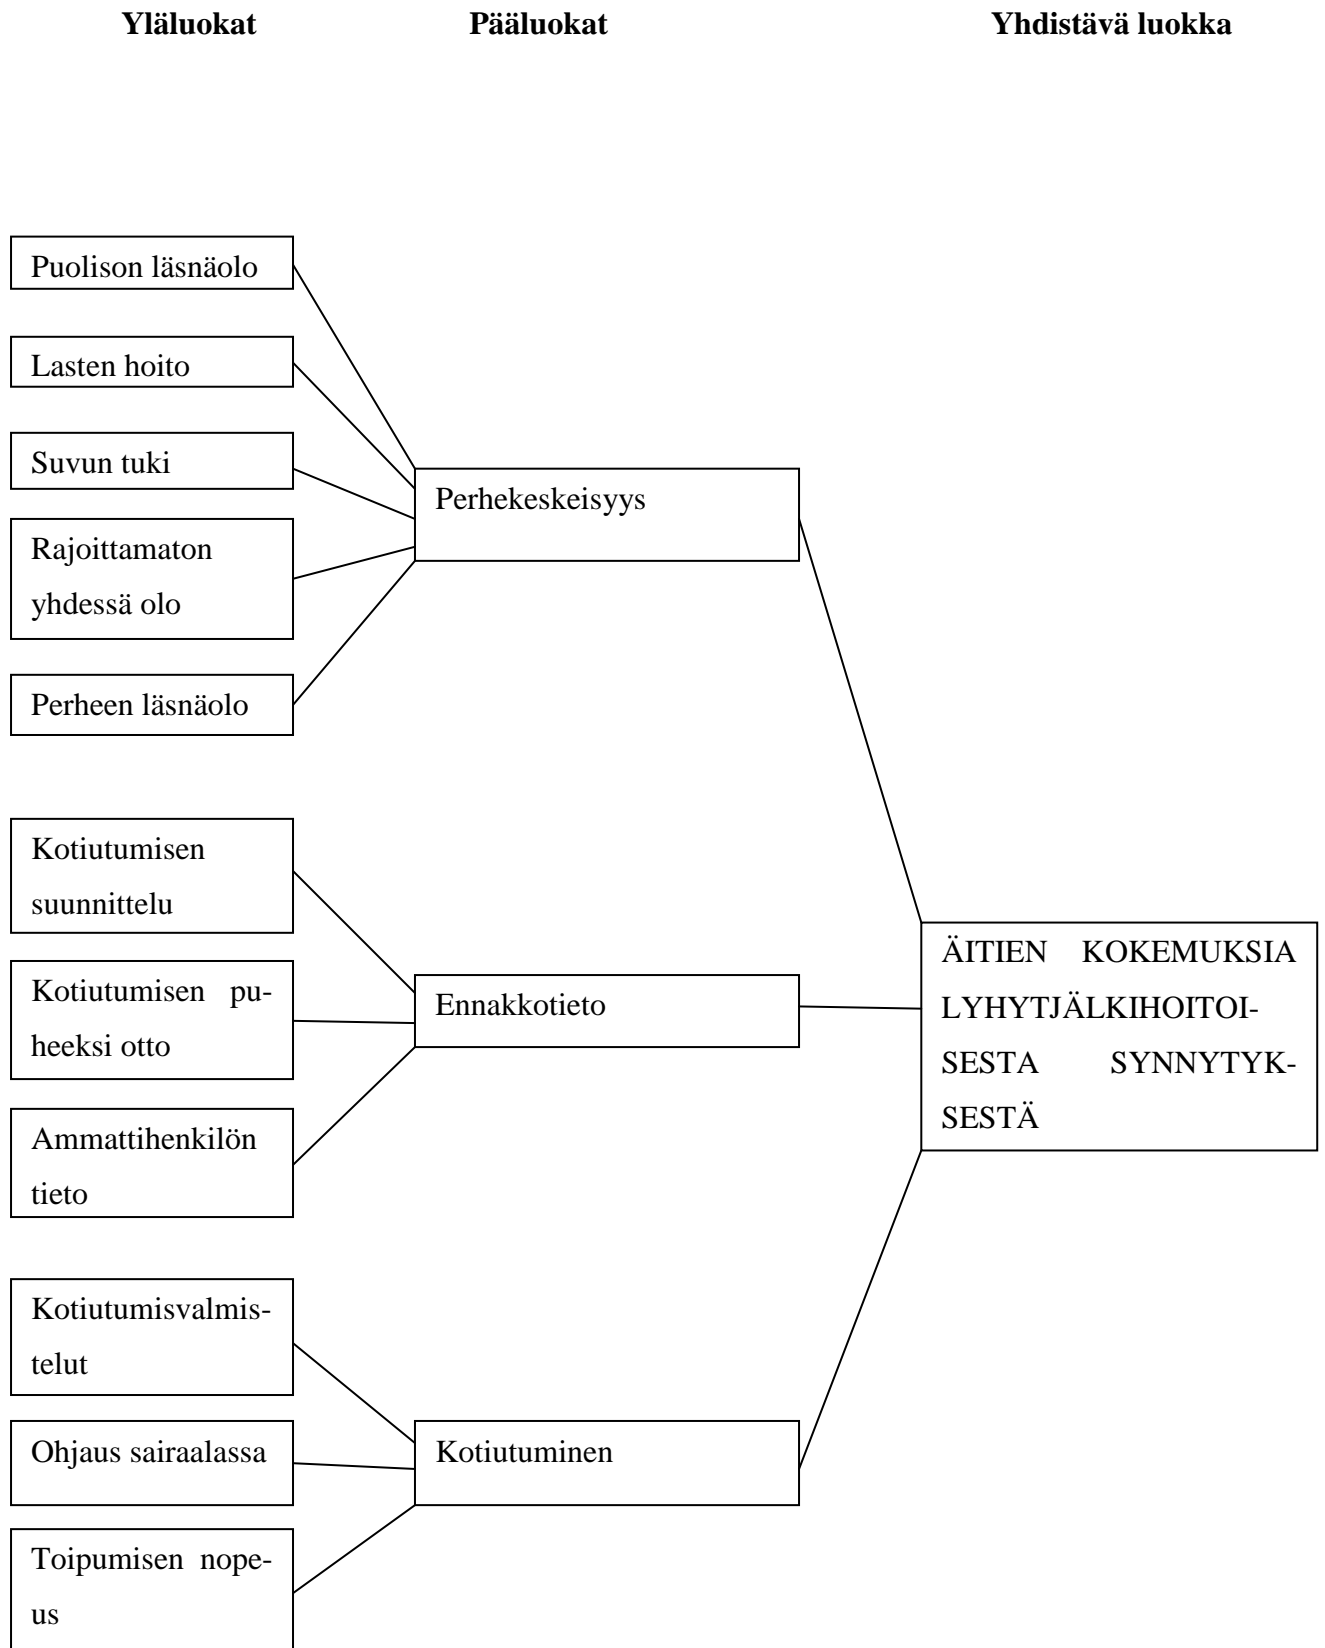 Yläluokat Pääluokat Yhdistävä luokka
Puolison läsnäolo
Lasten hoito
Suvun tuki
Rajoittamaton
yhdessä olo
Perheen läsnäolo
Perhekeskeisyys
Kotiutumisen
suunnittelu
Kotiutumisen pu-
heeksi otto
Ammattihenkilön
tieto
Ennakkotieto
Kotiutumisvalmis-
telut
Ohjaus sairaalassa
Toipumisen nope-
us
Kotiutuminen
ÄITIEN KOKEMUKSIA
LYHYTJÄLKIHOITOI-
SESTA SYNNYTYK-
SESTÄ